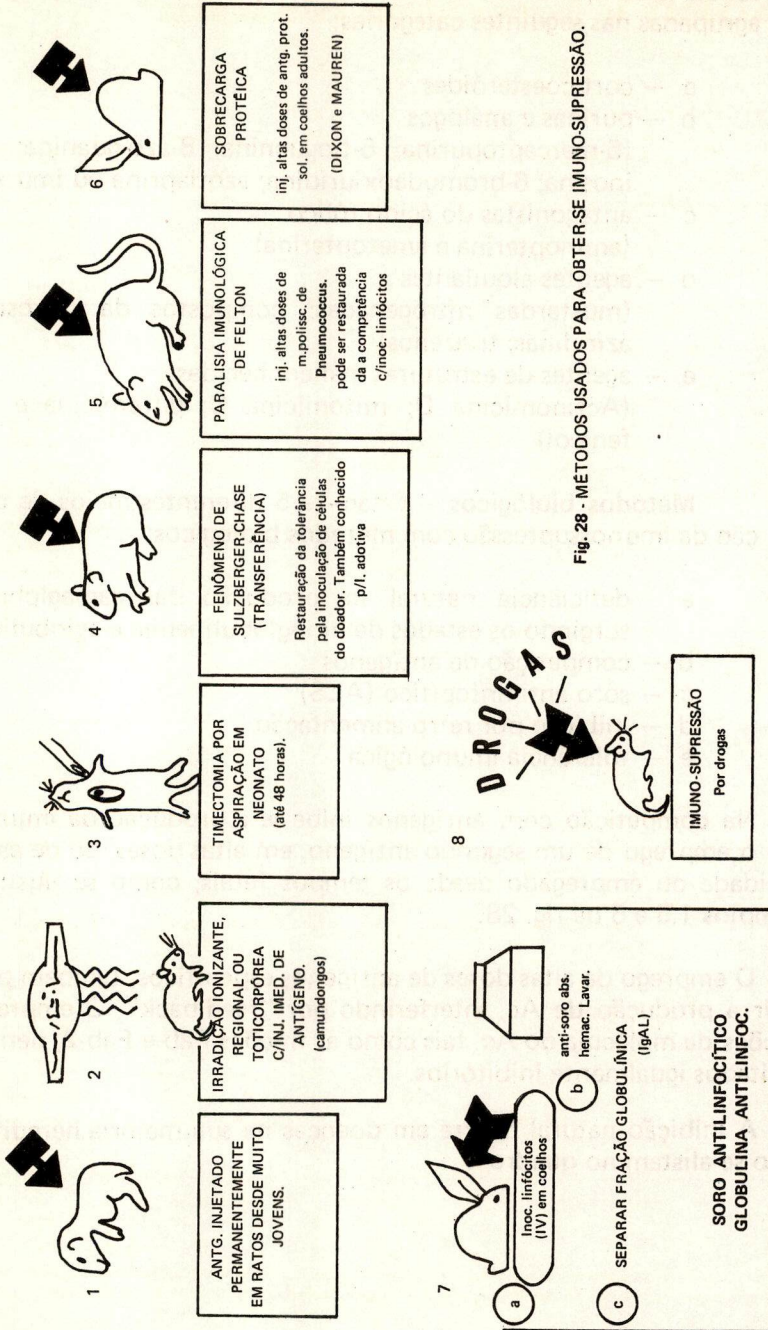 1
ANTG. INJETADO
PERMANENTEMENTE
EM RATOS DESDE MUITO
JOVENS.
2
IRRADIAÇÃO IONIZANTE,
REGIONAL OU
TOTICORPÓREA
C/INJ. IMED. DE
ANTÍGENO.
(camundongos)
3
TIMECTOMIA POR
ASPIRAÇÃO EM
NEONATO
(até 48 horas)
4
FENÔMENO DE
SULZBERGER-CHASE
(TRANSFERÊNCIA)
Restauração da tolerância
pela inoculação de células
do doador. Também conhecido
p/I. adotiva
5
PARALISIA IMUNOLÓGICA
DE FELTON
inj. altas doses de
m.polissc. de
Pneumococcus.
pode ser restaurada
da a competência
c/inoc. linfócitos
6
SOBRECARGA
PROTÉICA
inj. altas doses de antg. prot.
sol. em coelhos adultos.
(DIXON e MAUREN)
7
a
Inoc. linfócitos
(IV) em coelhos
b
anti-soro abs.
hemac. Lavar.
c
SEPARAR FRAÇÃO GLOBULÍNICA
(IgAL)
SORO ANTILINFOCÍTICO
GLOBULINA ANTILINFOC.
8
DROGAS
IMUNO-SUPRESSÃO
Por drogas
Fig. 28 - MÉTODOS USADOS PARA OBTER-SE IMUNO-SUPRESSÃO.